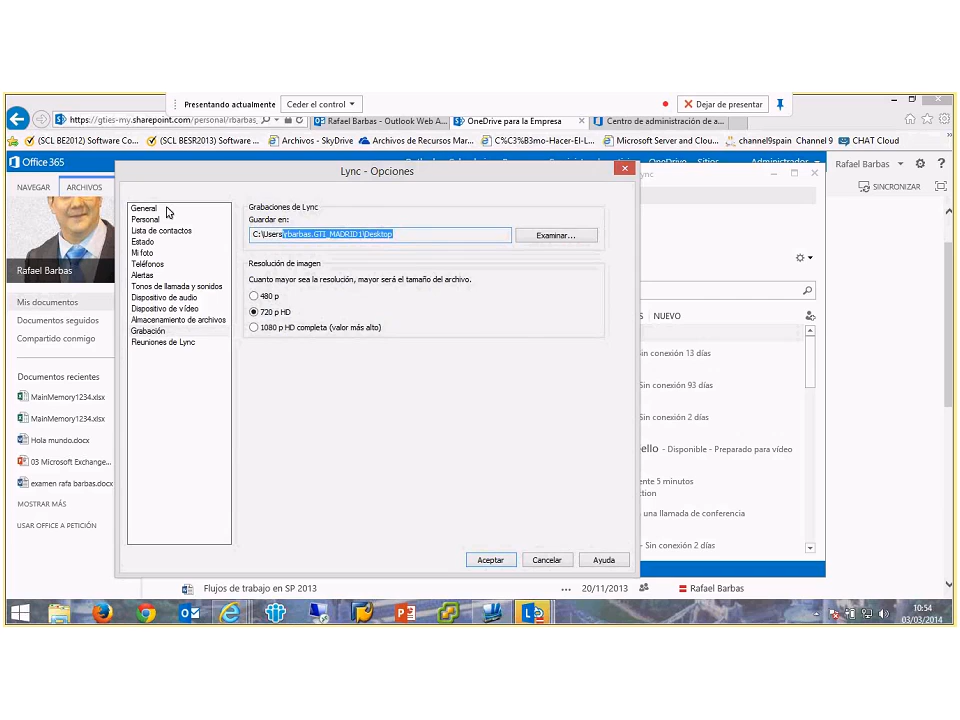 Presentando actualmente Ceder el control Dejar de presentar
https://gties-my.sharepoint.com/personal/rbarbas_ Rafael Barbas - Outlook Web A... OneDrive para la Empresa Centro de administración de a...
(SCL BE2012) Software Co... (SCL BESR2013) Software ... Archivos - SkyDrive Archivos de Recursos Mar... C%C3%B3mo-Hacer-El-L... Microsoft Server and Clou... channel9spain Channel 9 CHAT Cloud
Office 365
Rafael Barbas
NAVEGAR ARCHIVOS
SINCRONIZAR
Lync - Opciones
General
Personal
Lista de contactos
Estado
Mi foto
Teléfonos
Alertas
Tonos de llamada y sonidos
Dispositivo de audio
Dispositivo de vídeo
Almacenamiento de archivos
Grabación
Reuniones de Lync
Grabaciones de Lync
Guardar en:
C:\Users\rbarbas.GTI_MADRID1\Desktop
Examinar...
Resolución de imagen
Cuanto mayor sea la resolución, mayor será el tamaño del archivo.
480 p
720 p HD
1080 p HD completa (valor más alto)
Aceptar Cancelar Ayuda
Rafael Barbas
Mis documentos
Documentos seguidos
Compartido conmigo
Documentos recientes
MainMemory1234.xlsx
MainMemory1234.xlsx
Hola mundo.docx
03 Microsoft Exchange...
examen rafa barbas.docx
MOSTRAR MÁS
USAR OFFICE A PETICIÓN
NUEVO
Sin conexión 13 días
Sin conexión 93 días
Sin conexión 2 días
ello - Disponible - Preparado para vídeo
ente 5 minutos
ction
una llamada de conferencia
- Sin conexión 2 días
Flujos de trabajo en SP 2013 ... 20/11/2013 Rafael Barbas
10:54
03/03/2014